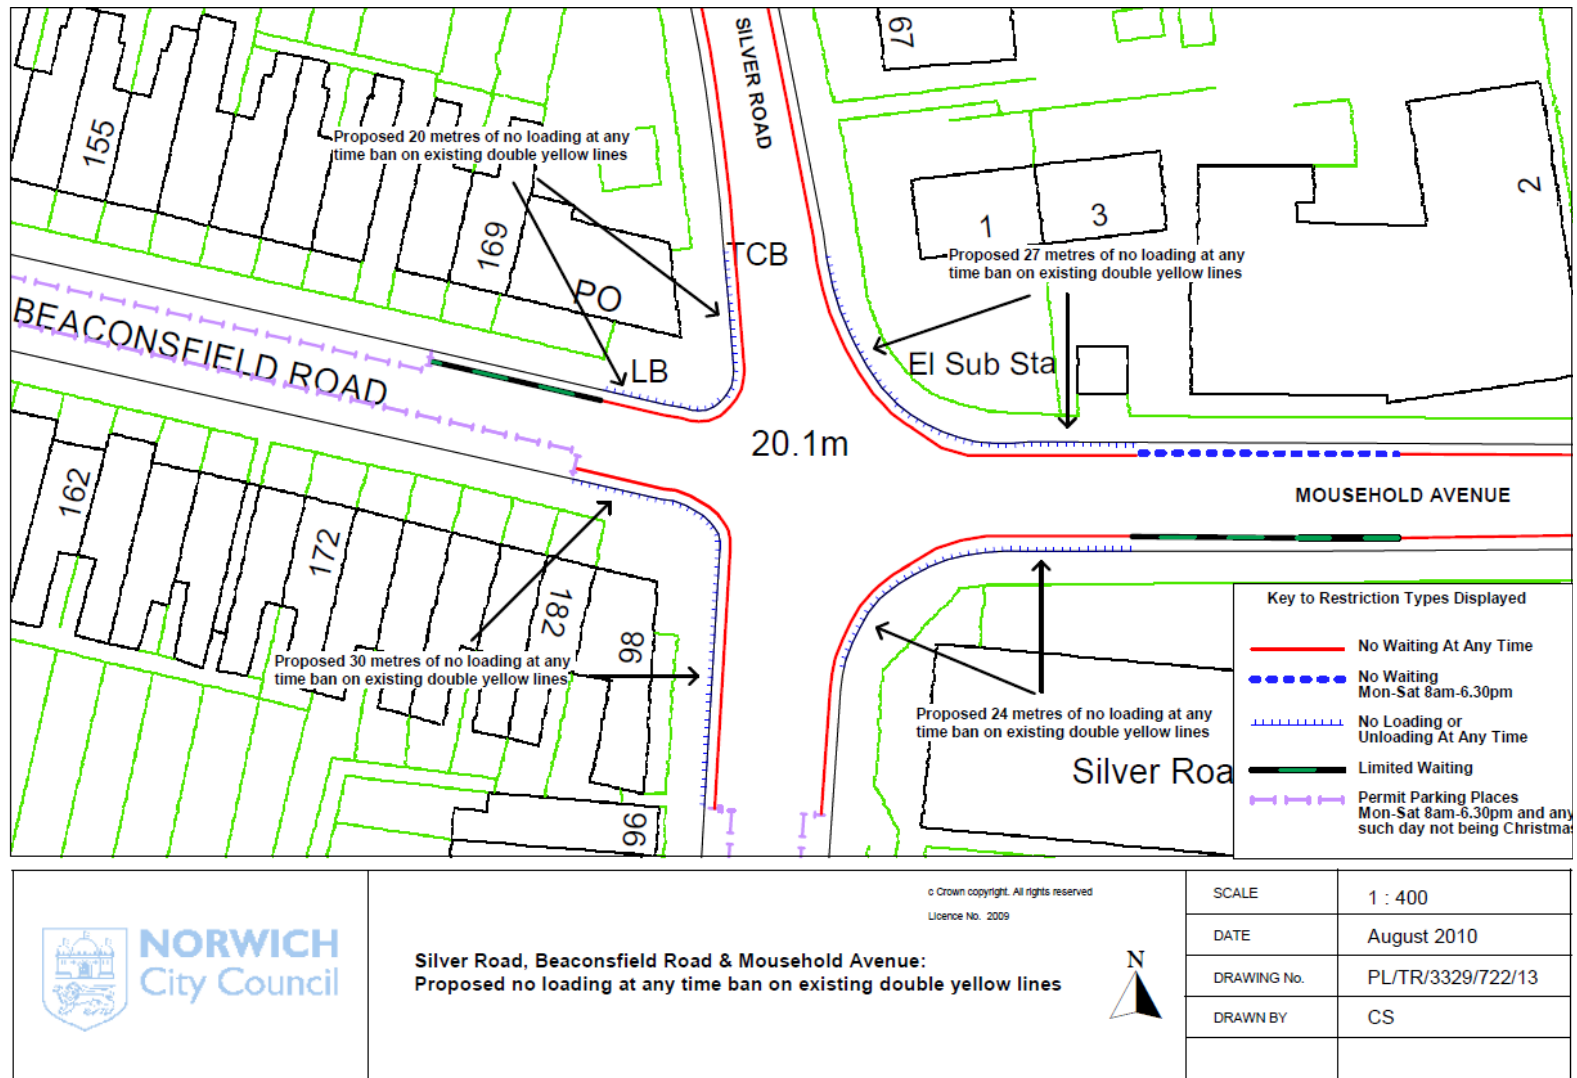 SILVER ROAD
67
155
Proposed 20 metres of no loading at any
time ban on existing double yellow lines
2
1
3
169
TCB
Proposed 27 metres of no loading at any
time ban on existing double yellow lines
PO
BEACONSFIELD ROAD
LB
El Sub Sta
20.1m
162
MOUSEHOLD AVENUE
172
182
98
Proposed 30 metres of no loading at any
time ban on existing double yellow lines
Proposed 24 metres of no loading at any
time ban on existing double yellow lines
Silver Roa
96
Key to Restriction Types Displayed
No Waiting At Any Time
No Waiting
Mon-Sat 8am-6.30pm
No Loading or
Unloading At Any Time
Limited Waiting
Permit Parking Places
Mon-Sat 8am-6.30pm and any
such day not being Christmas
NORWICH
City Council
c Crown copyright. All rights reserved
Licence No. 2009
Silver Road, Beaconsfield Road & Mousehold Avenue:
Proposed no loading at any time ban on existing double yellow lines
N
SCALE 1 : 400
DATE August 2010
DRAWING No. PL/TR/3329/722/13
DRAWN BY CS